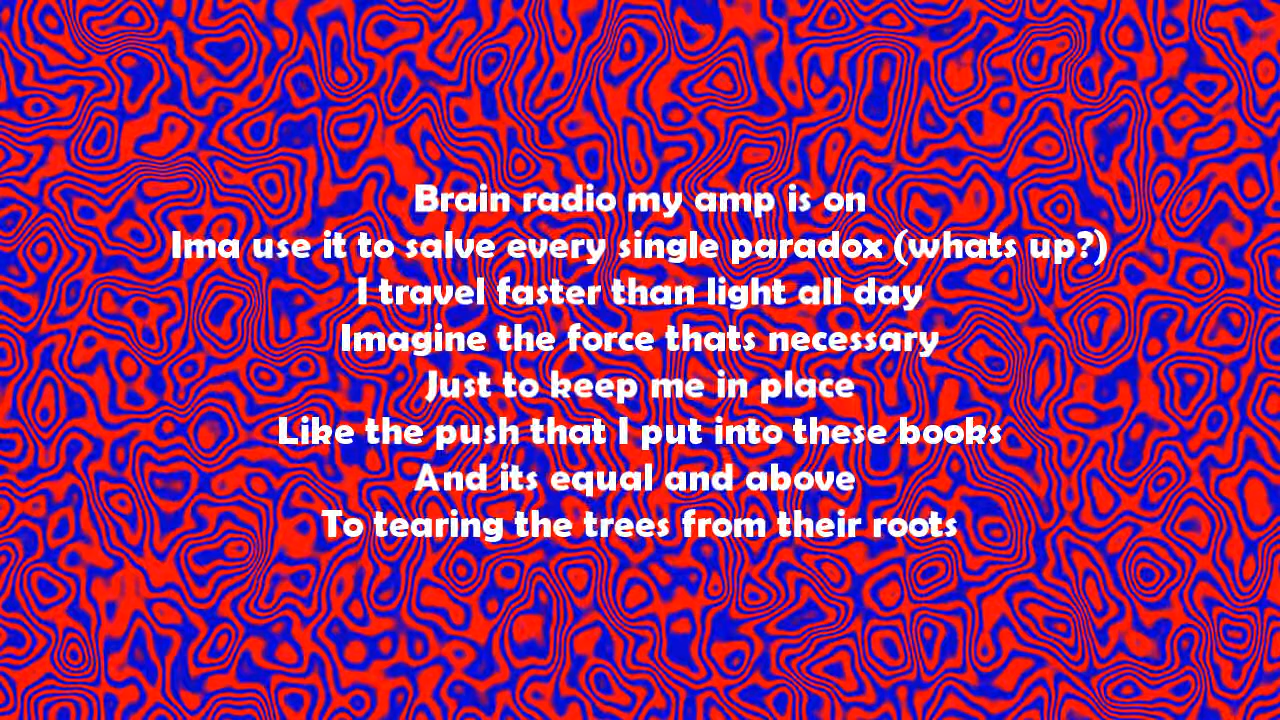 Brain radio my amp is on
Ima use it to salve every single paradox (whats up?)
I travel faster than light all day
Imagine the force thats necessary
Just to keep me in place
Like the push that I put into these books
And its equal and above
To tearing the trees from their roots